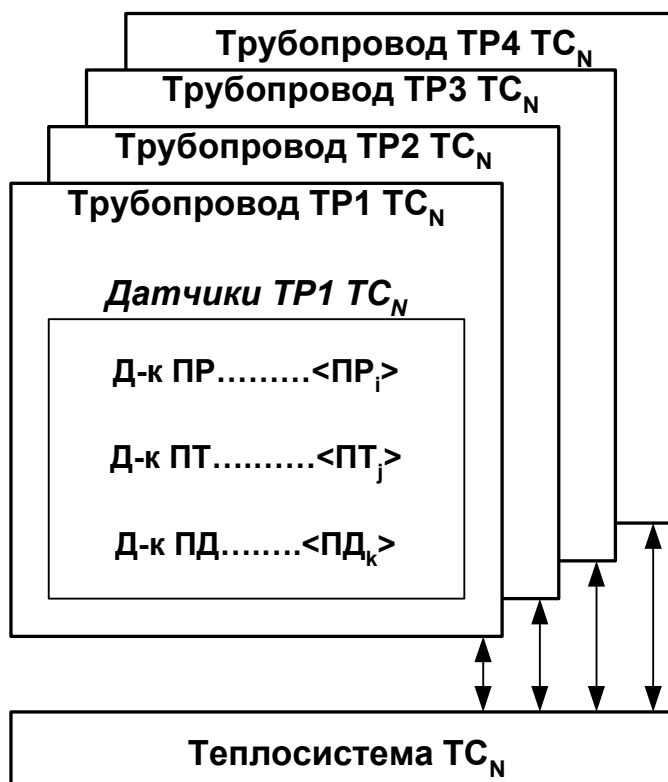 Трубопровод ТР4 ТС_N
Трубопровод ТР3 ТС_N
Трубопровод ТР2 ТС_N
Трубопровод ТР1 ТС_N
Датчики ТР1 ТС_N
Д-к ПР………<ПР_i>
Д-к ПТ……….<ПТ_j>
Д-к ПД……..<ПД_k>
Теплосистема ТС_N